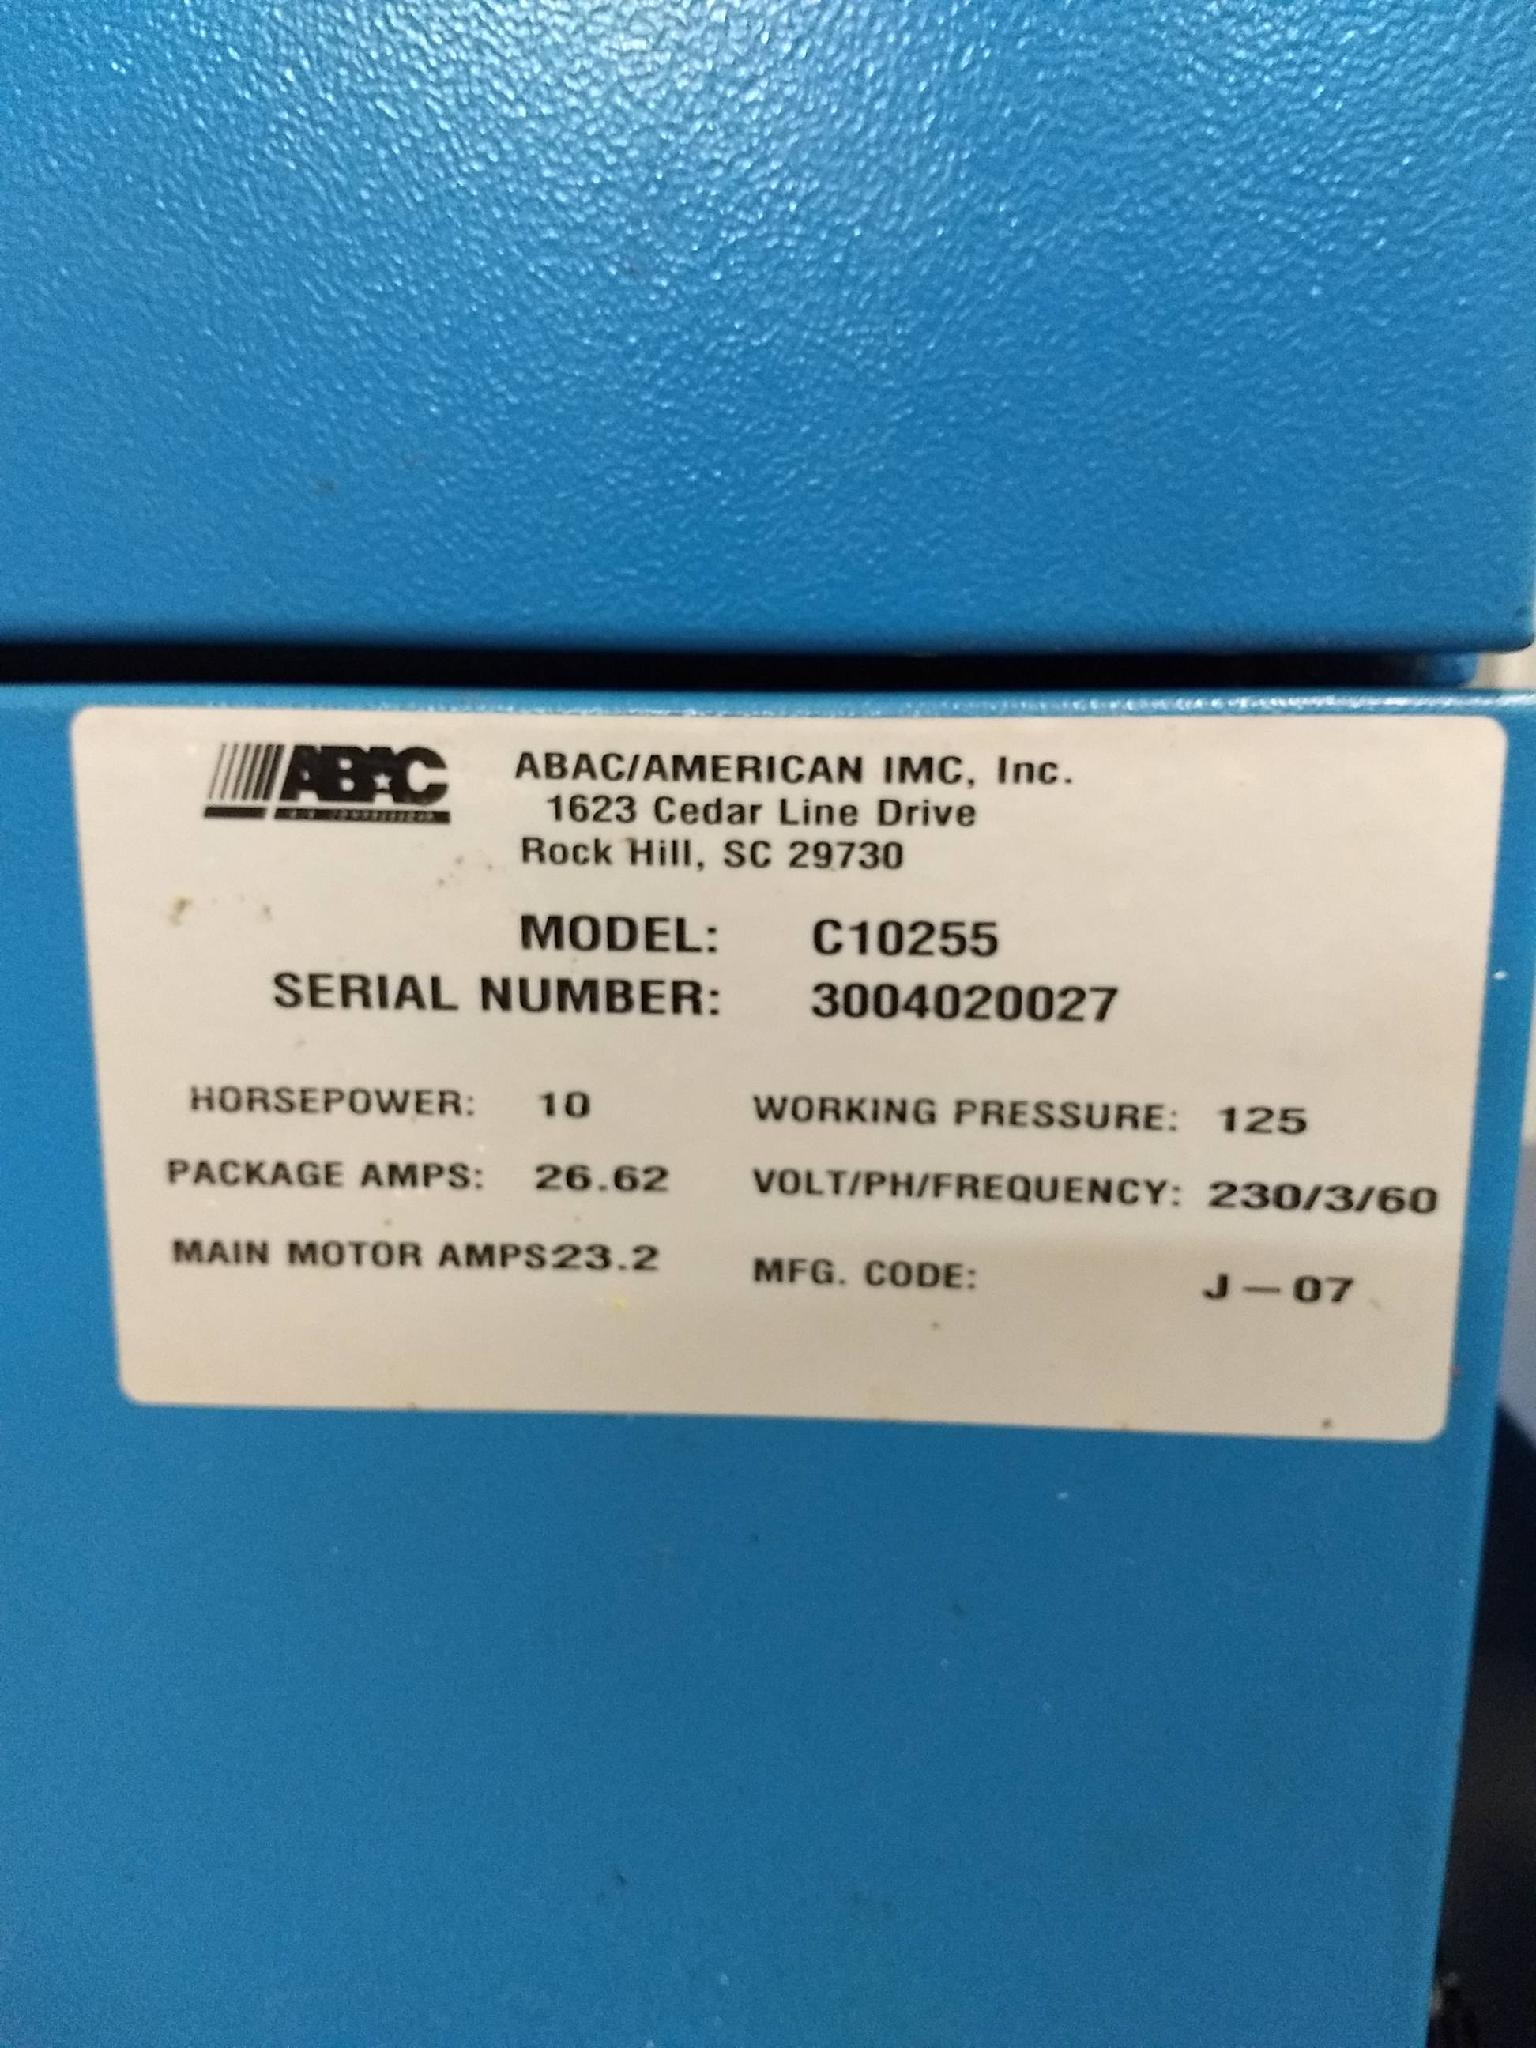 ABAC
ABAC/AMERICAN IMC, Inc.
1623 Cedar Line Drive
Rock Hill, SC 29730
MODEL: C10255
SERIAL NUMBER: 3004020027
HORSEPOWER: 10 WORKING PRESSURE: 125
PACKAGE AMPS: 26.62 VOLT/PH/FREQUENCY: 230/3/60
MAIN MOTOR AMPS23.2 MFG. CODE: J-07